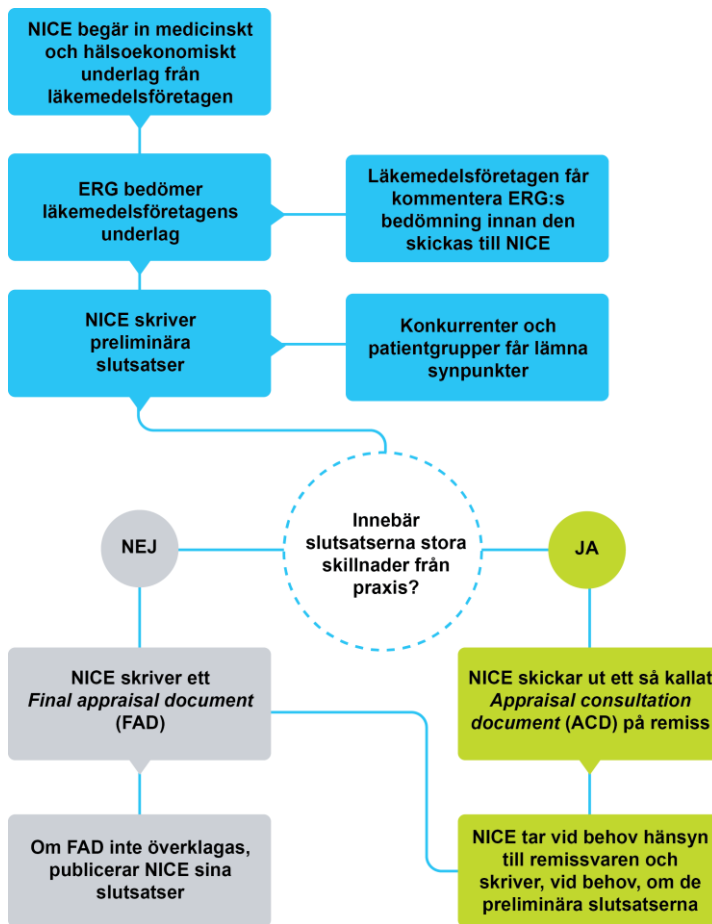 NICE begär in medicinskt
och hälsoekonomiskt
underlag från
läkemedelsföretagen
ERG bedömer
läkemedelsföretagens
underlag
Läkemedelsföretagen får
kommentera ERG:s
bedömning innan den
skickas till NICE
NICE skriver
preliminära
slutsatser
Konkurrenter och
patientgrupper får lämna
synpunkter
Innebär
slutsatserna stora
skillnader från
praxis?
NEJ
JA
NICE skriver ett
Final appraisal document
(FAD)
NICE skickar ut ett så kallat
Appraisal consultation
document (ACD) på remiss
Om FAD inte överklagas,
publicerar NICE sina
slutsatser
NICE tar vid behov hänsyn
till remissvaren och
skriver, vid behov, om de
preliminära slutsatserna